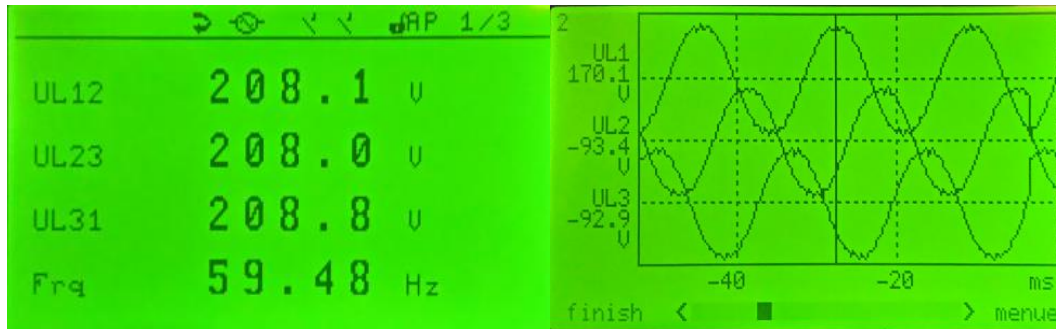 AP 1/3
UL12 208.1 V
UL23 208.0 V
UL31 208.8 V
Frq 59.48 Hz
2
UL1
170.1
V
UL2
-93.4
V
UL3
-92.9
V
-40 -20 ms
finish < > menue